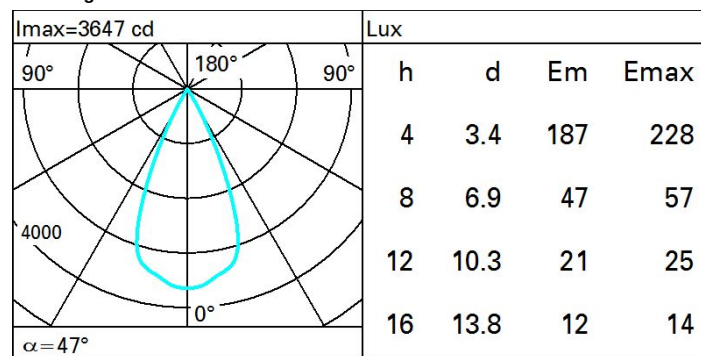 Imax=3647 cd
Lux
90°
180°
90°
4000
0°
α=47°
h d Em Emax
4 3.4 187 228
8 6.9 47 57
12 10.3 21 25
16 13.8 12 14